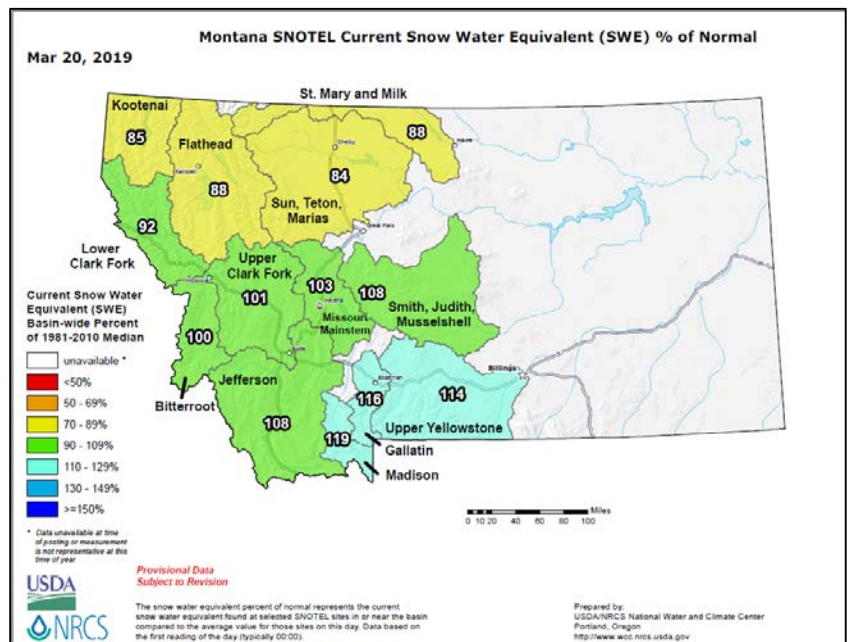 Montana SNOTEL Current Snow Water Equivalent (SWE) % of Normal
Mar 20, 2019
St. Mary and Milk
Kootenai
85
Flathead
88
88
Shelby
Havre
Kalispell
84
Sun, Teton,
Marias
92
Great Falls
Lower
Clark Fork
Upper
Clark Fork
Missoula
101
103
Helena
Missouri
Mainstem
108
Smith, Judith,
Musselshell
100
Butte
Bitterroot
Jefferson
108
Bozeman
116
119
Billings
114
Upper Yellowstone
Gallatin
Madison
Current Snow Water
Equivalent (SWE)
Basin-wide Percent
of 1981-2010 Median
unavailable *
<50%
50 - 69%
70 - 89%
90 - 109%
110 - 129%
130 - 149%
>=150%
* Data unavailable at time
of posting or measurement
is not representative at this
time of year
Miles
0 10 20 40 60 80 100
Provisional Data
Subject to Revision
USDA
NRCS
The snow water equivalent percent of normal represents the current
snow water equivalent found at selected SNOTEL sites in or near the basin
compared to the average value for those sites on this day. Data based on
the first reading of the day (typically 00:00).
Prepared by:
USDA/NRCS National Water and Climate Center
Portland, Oregon
http://www.wcc.nrcs.usda.gov